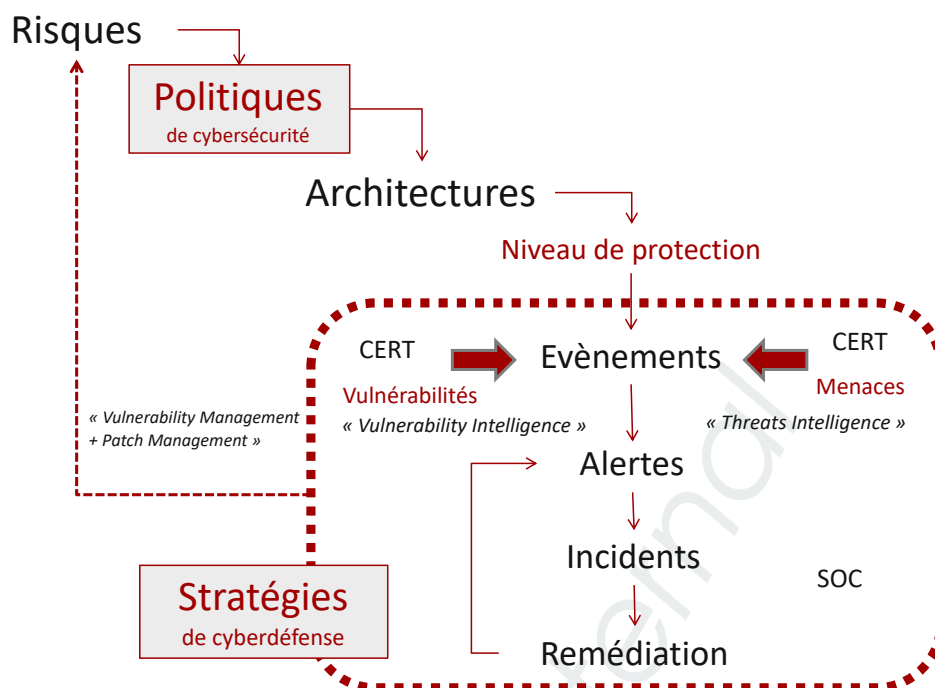 Risques
Politiques
de cybersécurité
Architectures
Niveau de protection
CERT
Evènements
CERT
Vulnérabilités
Menaces
« Vulnerability Management
+ Patch Management »
« Vulnerability Intelligence »
« Threats Intelligence »
Alertes
Incidents
SOC
Stratégies
de cyberdéfense
Remédiation